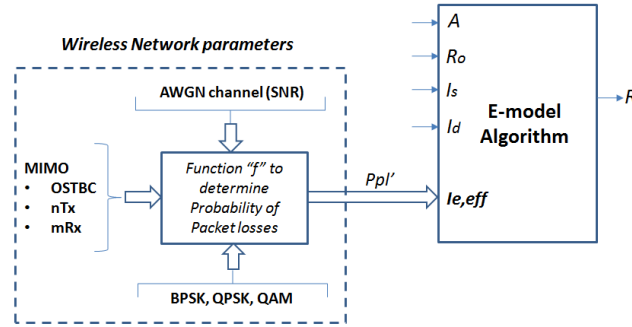 Wireless Network parameters
AWGN channel (SNR)
MIMO
• OSTBC
• nTx
• mRx
Function "f" to
determine
Probability of
Packet losses
BPSK, QPSK, QAM
Ppl'
A
Ro
Is
Id
Ie,eff
E-model
Algorithm
R